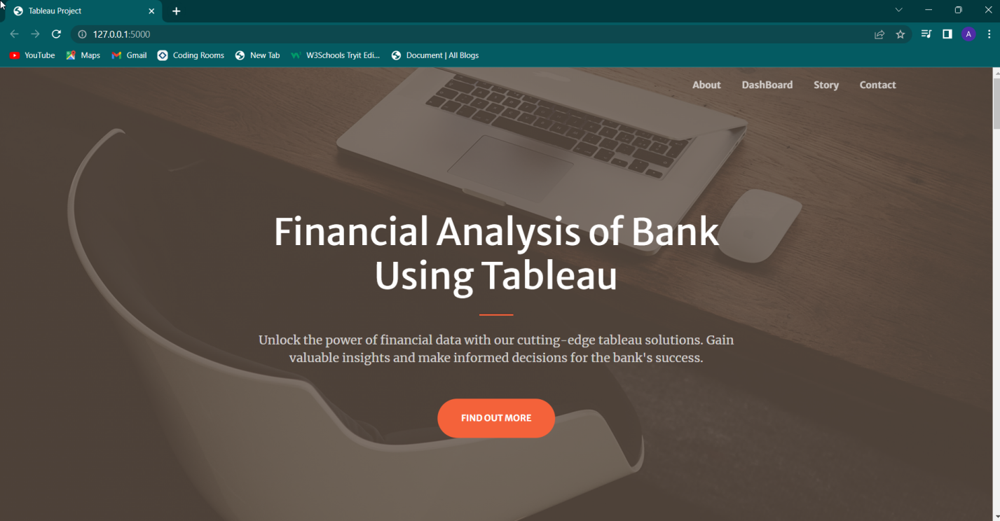 Tableau Project
127.0.0.1:5000
A
YouTube Maps Gmail Coding Rooms New Tab W3Schools Tryit Edi... Document | All Blogs
About DashBoard Story Contact
Financial Analysis of Bank
Using Tableau
Unlock the power of financial data with our cutting-edge tableau solutions. Gain
valuable insights and make informed decisions for the bank's success.
FIND OUT MORE